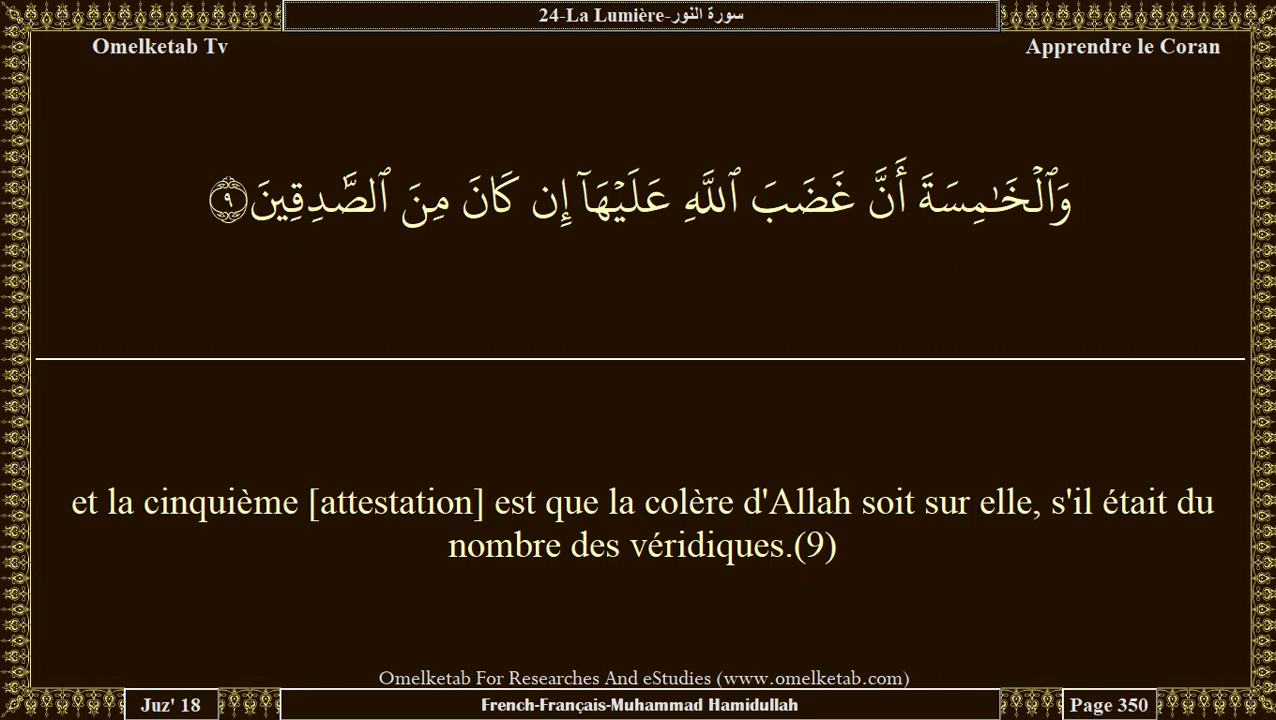 24-La Lumière-سورة النور
Omelketab Tv
Apprendre le Coran
وَٱلۡخَٰمِسَةَ أَنَّ غَضَبَ ٱللَّهِ عَلَيۡهَآ إِن كَانَ مِنَ ٱلصَّٰدِقِينَ ٩
et la cinquième [attestation] est que la colère d'Allah soit sur elle, s'il était du
nombre des véridiques.(9)
Omelketab For Researches And eStudies (www.omelketab.com)
Juz' 18
French-Français-Muhammad Hamidullah
Page 350